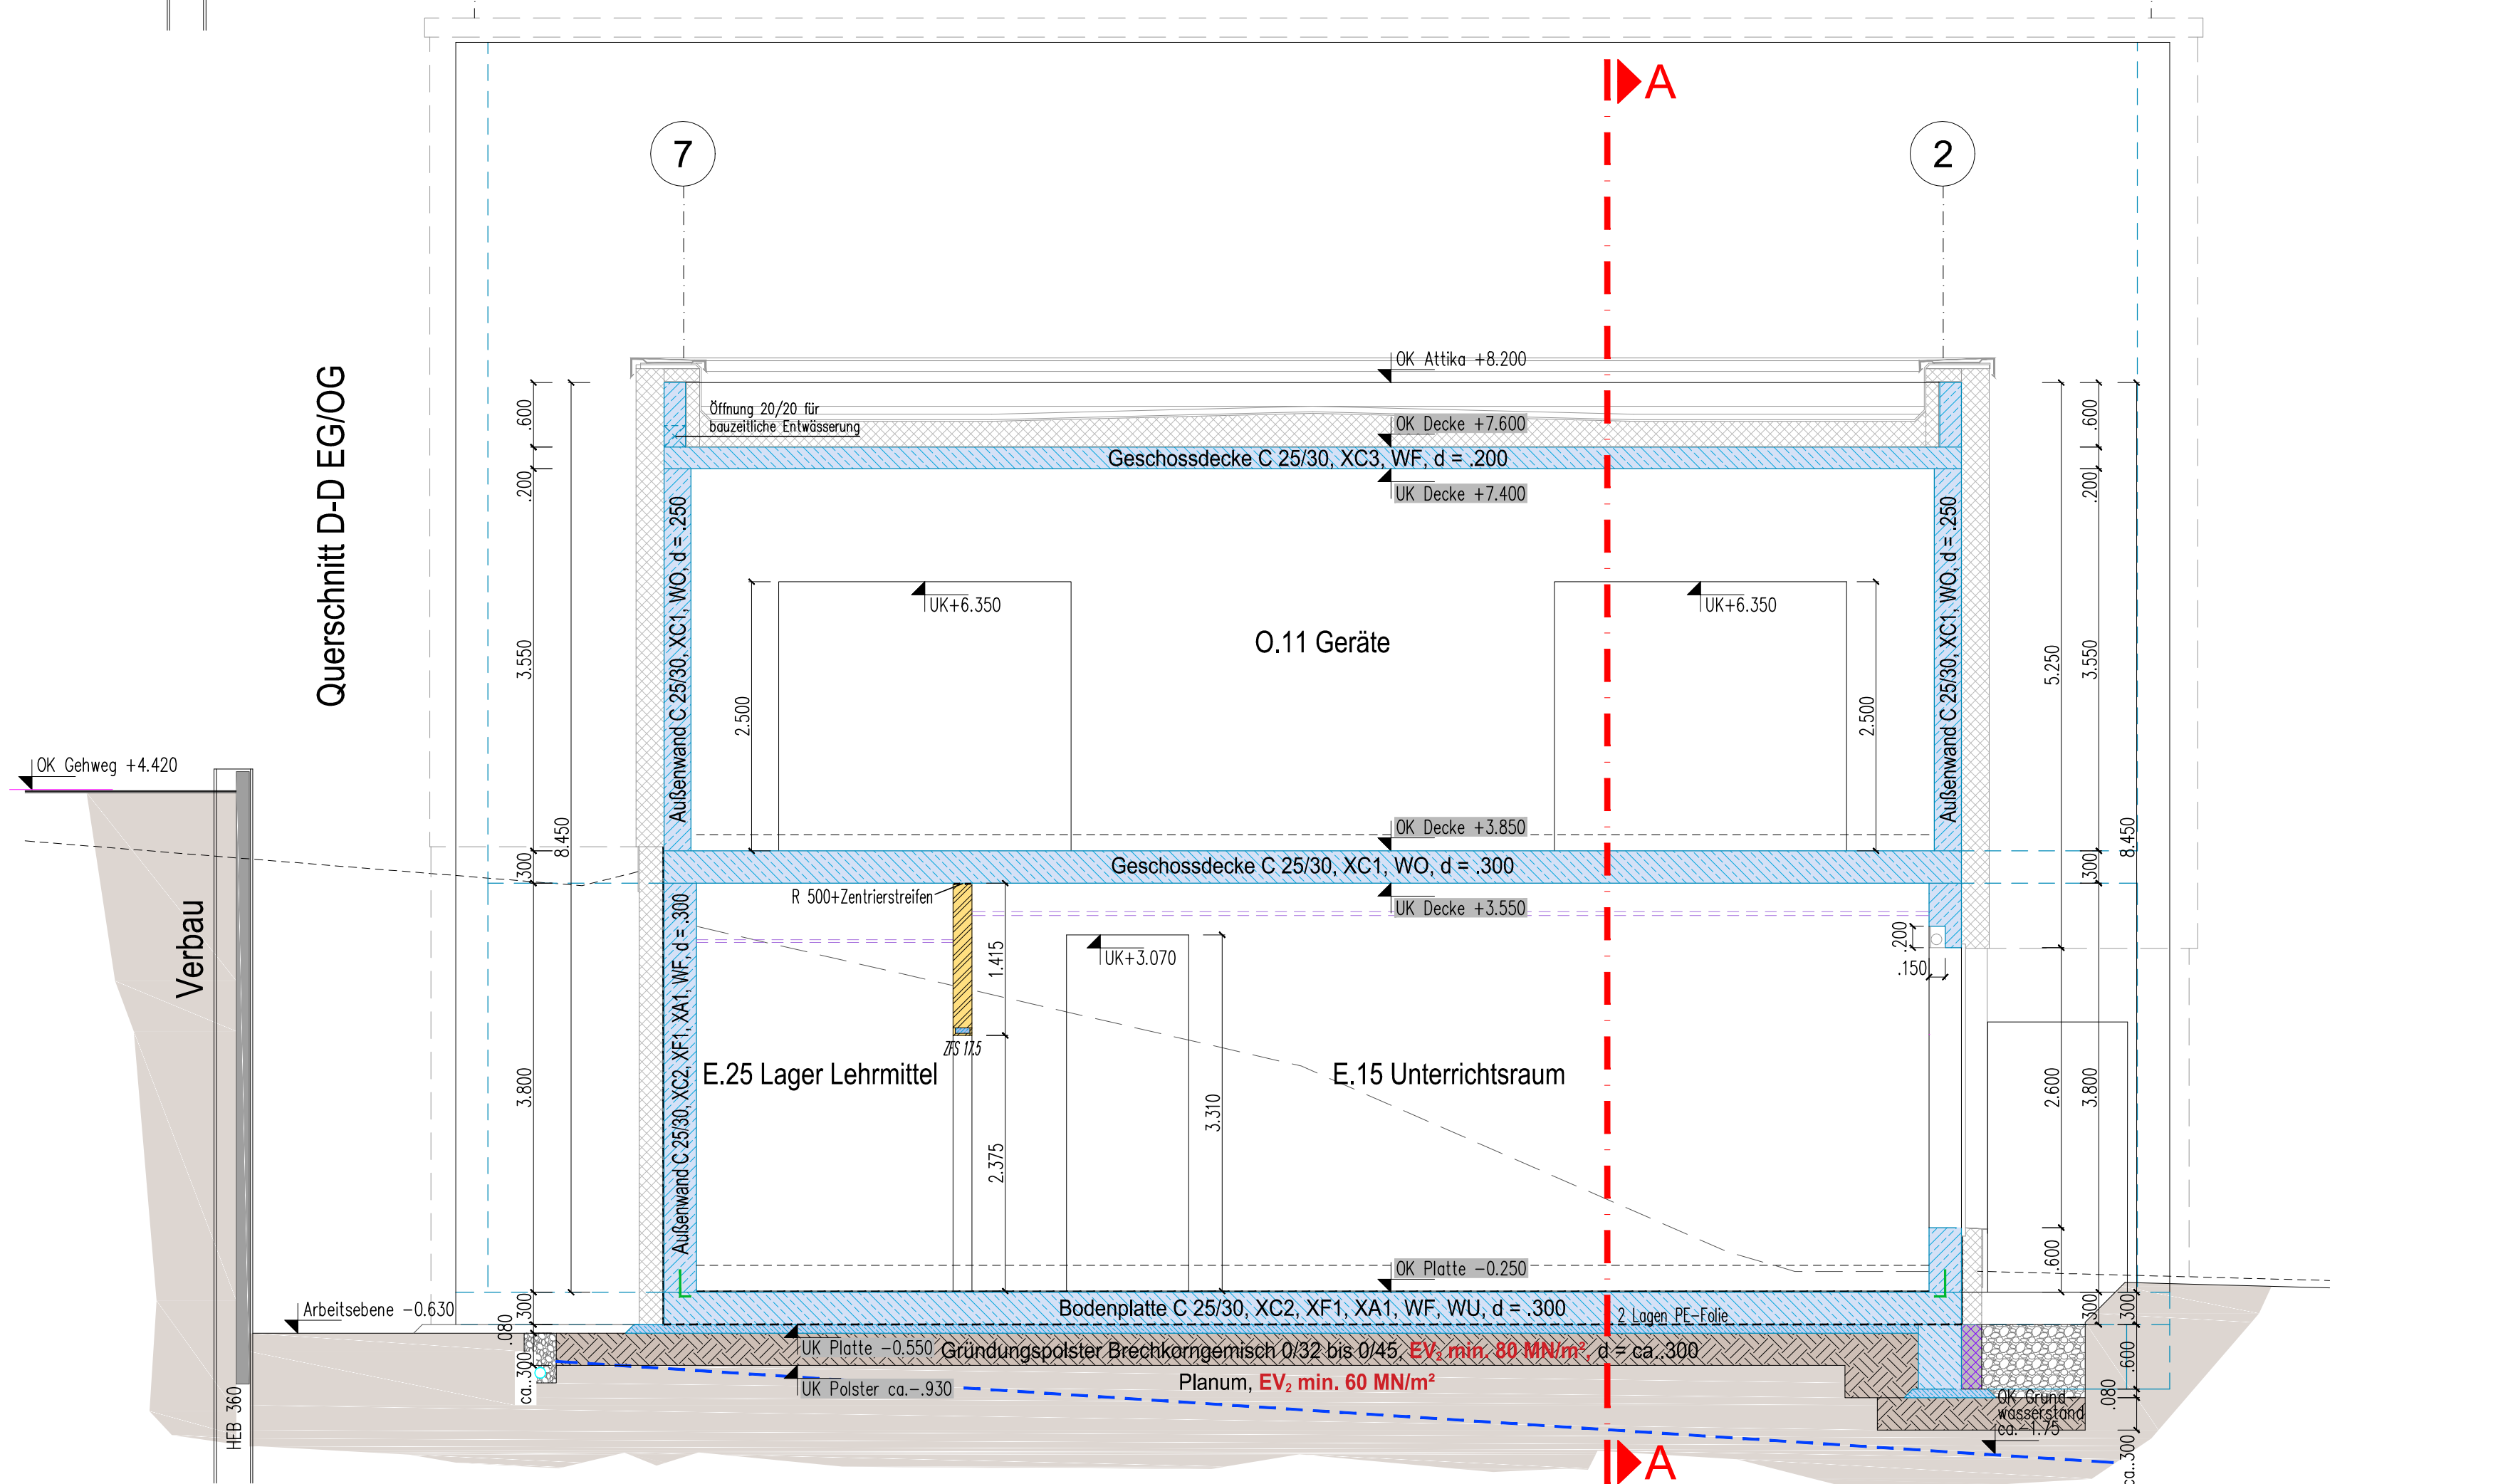 A
7
2
OK Attika +8.200
Öffnung 20/20 für
bauzeitliche Entwässerung
OK Decke +7.600
Geschossdecke C 25/30, XC3, WF, d = .200
UK Decke +7.400
Querschnitt D-D EG/OG
.600
.200
3.550
.300
8.450
3.800
.300
.080
ca..300
Außenwand C 25/30, XC1, WO, d = .250
2.500
UK+6.350
O.11 Geräte
UK+6.350
2.500
Außenwand C 25/30, XC1, WO, d = .250
.600
.200
5.250
3.550
8.450
.300
OK Gehweg +4.420
Verbau
HEB 360
OK Decke +3.850
Geschossdecke C 25/30, XC1, WO, d = .300
R 500+Zentrierstreifen
UK Decke +3.550
Außenwand C 25/30, XC2, XF1, XA1, WF, d = .300
1.415
UK+3.070
.200
.150
ZFS 17.5
E.25 Lager Lehrmittel
E.15 Unterrichtsraum
2.375
3.310
2.600
3.800
.600
OK Platte -0.250
Arbeitsebene -0.630
Bodenplatte C 25/30, XC2, XF1, XA1, WF, WU, d = .300
2 Lagen PE-Folie
.300
.300
UK Platte -0.550
Gründungspolster Brechkorngemisch 0/32 bis 0/45, EV₂ min. 80 MN/m², d = ca..300
UK Polster ca.-.930
Planum, EV₂ min. 60 MN/m²
.600
.080
OK Grund-
wasserstand
ca.-1.75
ca..300
A